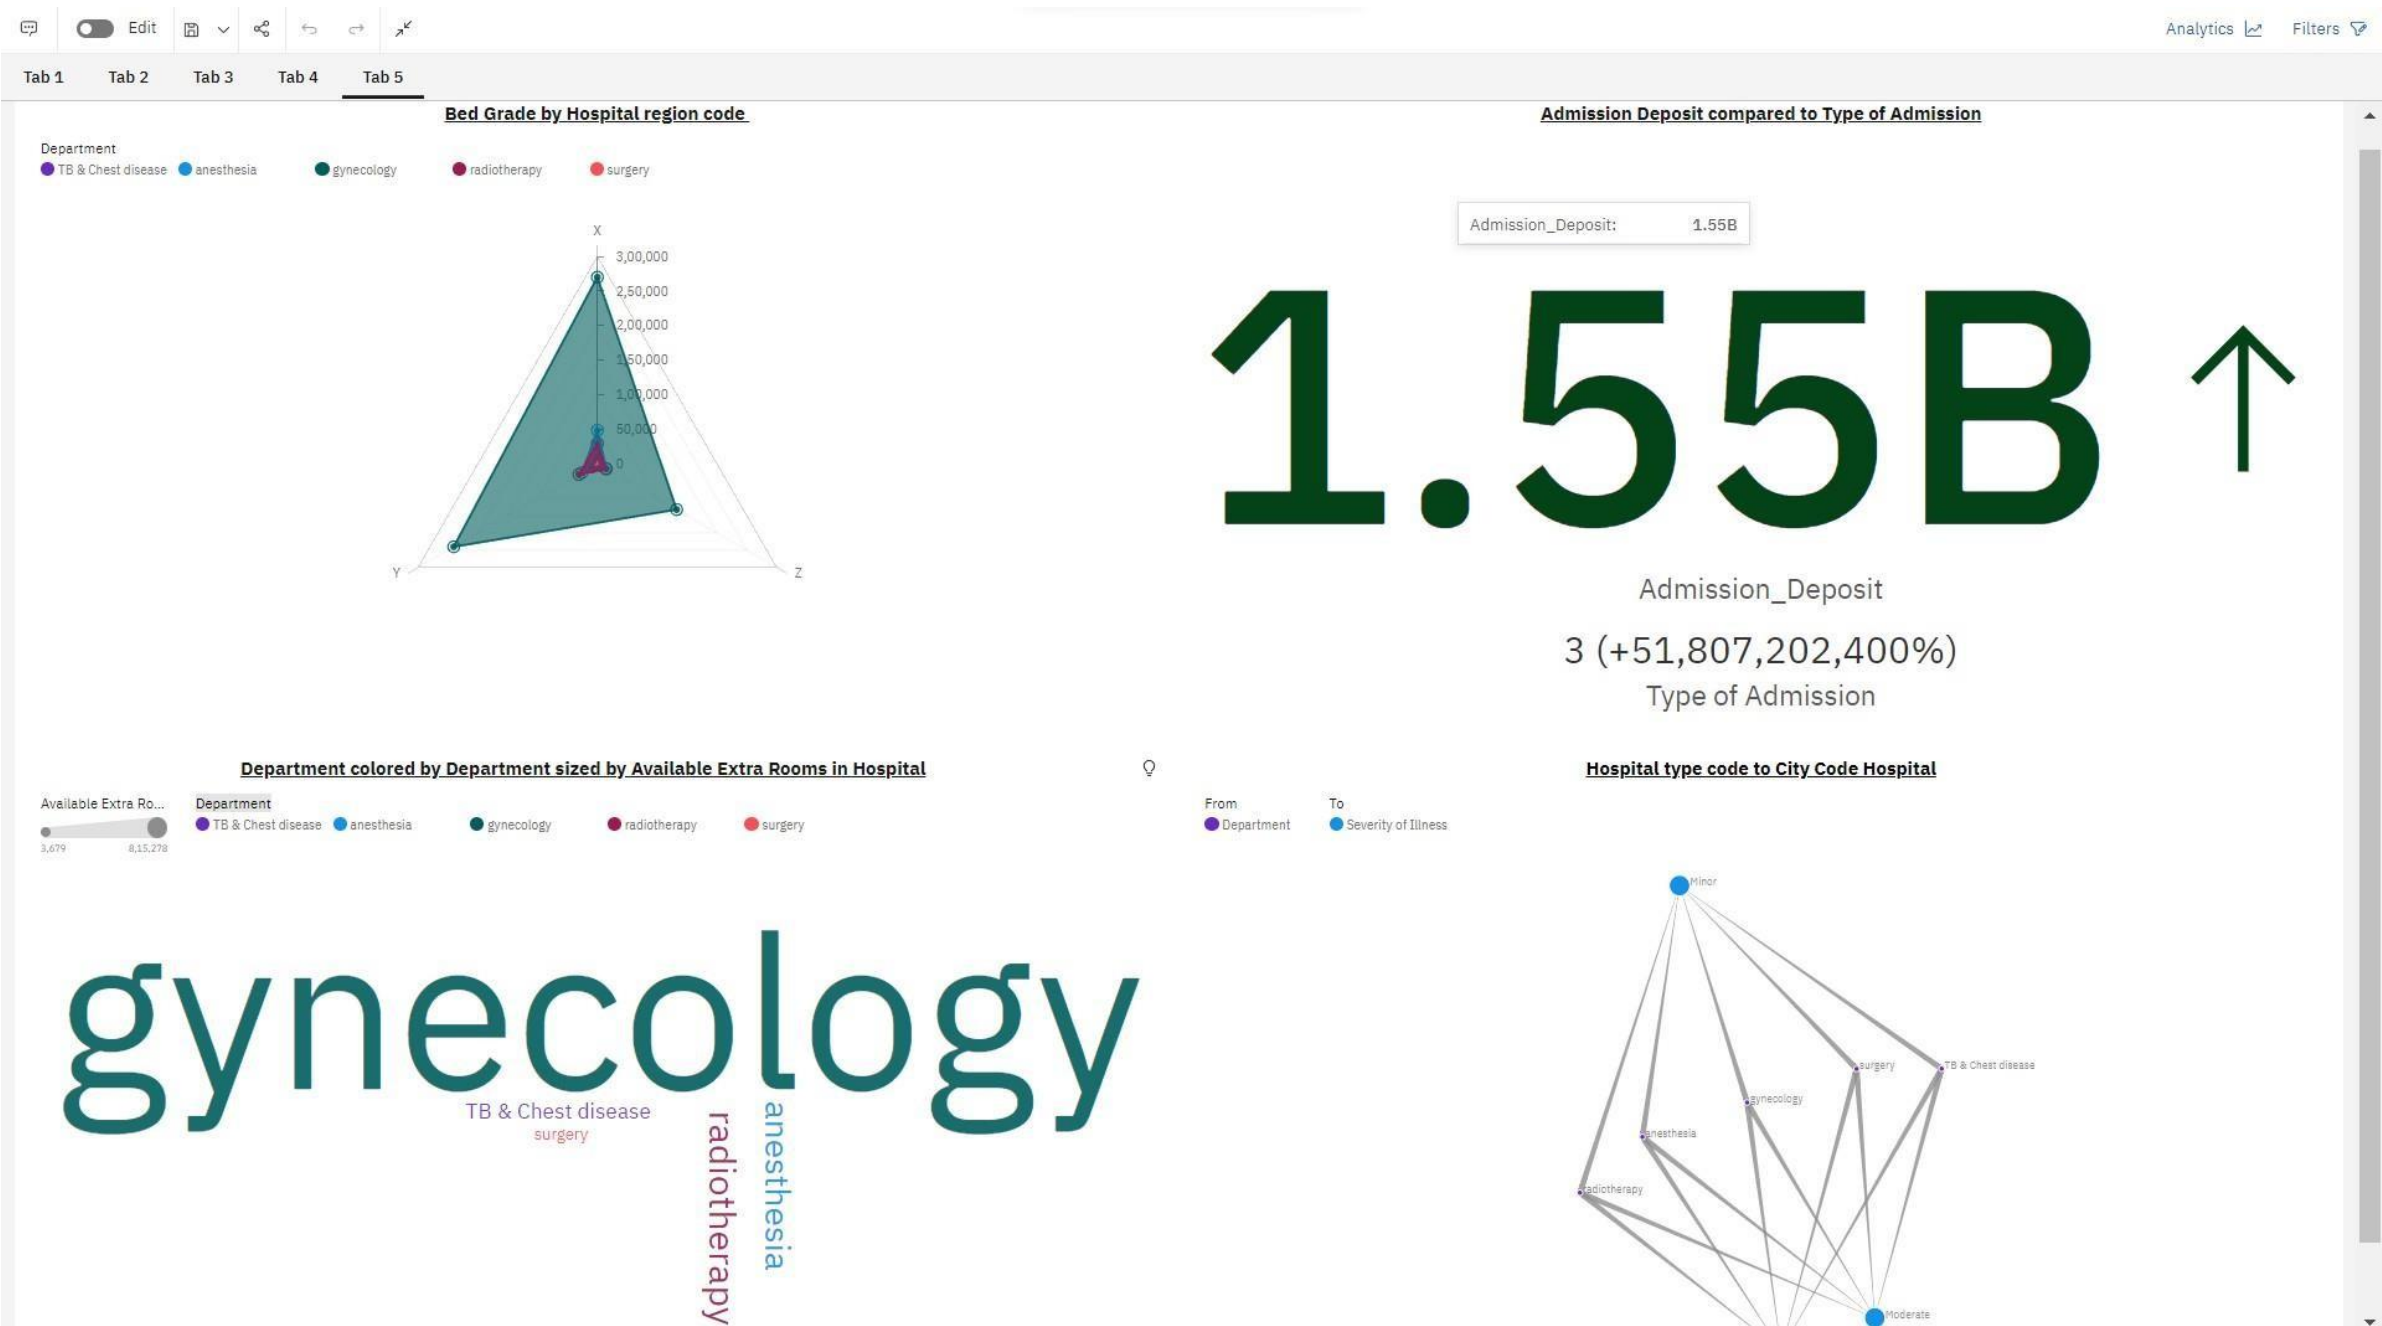 Edit
Analytics
Filters
Tab 1 Tab 2 Tab 3 Tab 4 Tab 5
Bed Grade by Hospital region code
Department
TB & Chest disease anesthesia gynecology radiotherapy surgery
X
3,00,000
2,50,000
2,00,000
1,50,000
1,00,000
50,000
0
Y
Z
Admission Deposit compared to Type of Admission
Admission_Deposit: 1.55B
1.55B
Admission_Deposit
3 (+51,807,202,400%)
Type of Admission
Department colored by Department sized by Available Extra Rooms in Hospital
Available Extra Ro...
3,679 8,15,278
Department
TB & Chest disease anesthesia gynecology radiotherapy surgery
gynecology
TB & Chest disease
surgery
radiotherapy
anesthesia
Hospital type code to City Code Hospital
From To
Department Severity of Illness
Minor
surgery
TB & Chest disease
gynecology
anesthesia
radiotherapy
Moderate